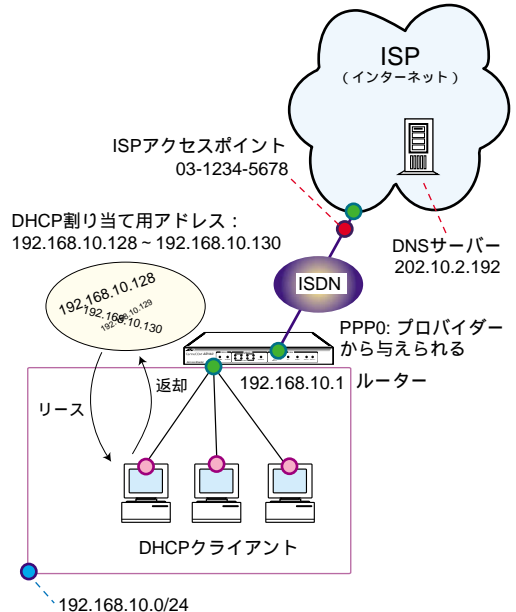 ISP
(インターネット)
ISPアクセスポイント
03-1234-5678
DHCP割り当て用アドレス：
192.168.10.128 ~ 192.168.10.130
DNSサーバー
202.10.2.192
192.168.10.128
192.168.10.129
192.168.10.130
ISDN
PPP0: プロバイダー
から与えられる
192.168.10.1 ルーター
リース
返却
DHCPクライアント
192.168.10.0/24